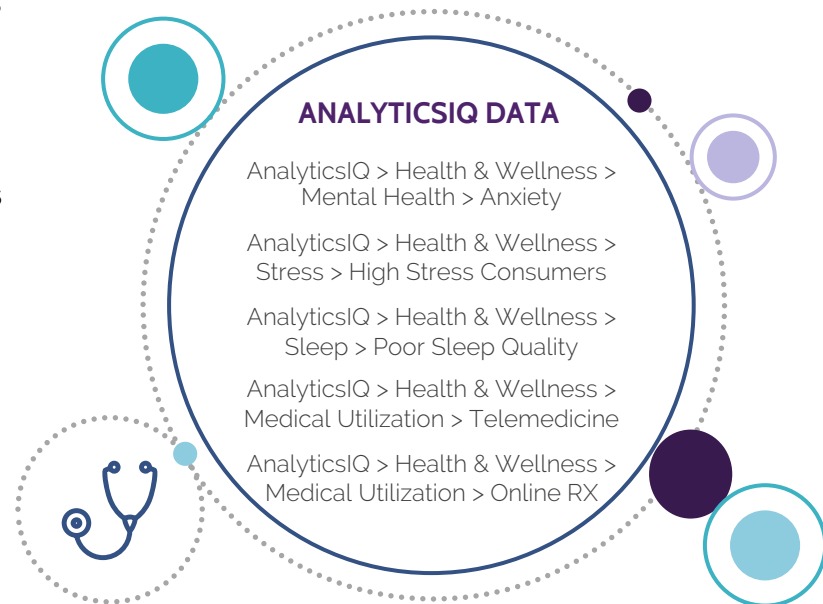 ANALYTICSIQ DATA
AnalyticsIQ > Health & Wellness >
Mental Health > Anxiety
AnalyticsIQ > Health & Wellness >
Stress > High Stress Consumers
AnalyticsIQ > Health & Wellness >
Sleep > Poor Sleep Quality
AnalyticsIQ > Health & Wellness >
Medical Utilization > Telemedicine
AnalyticsIQ > Health & Wellness >
Medical Utilization > Online RX